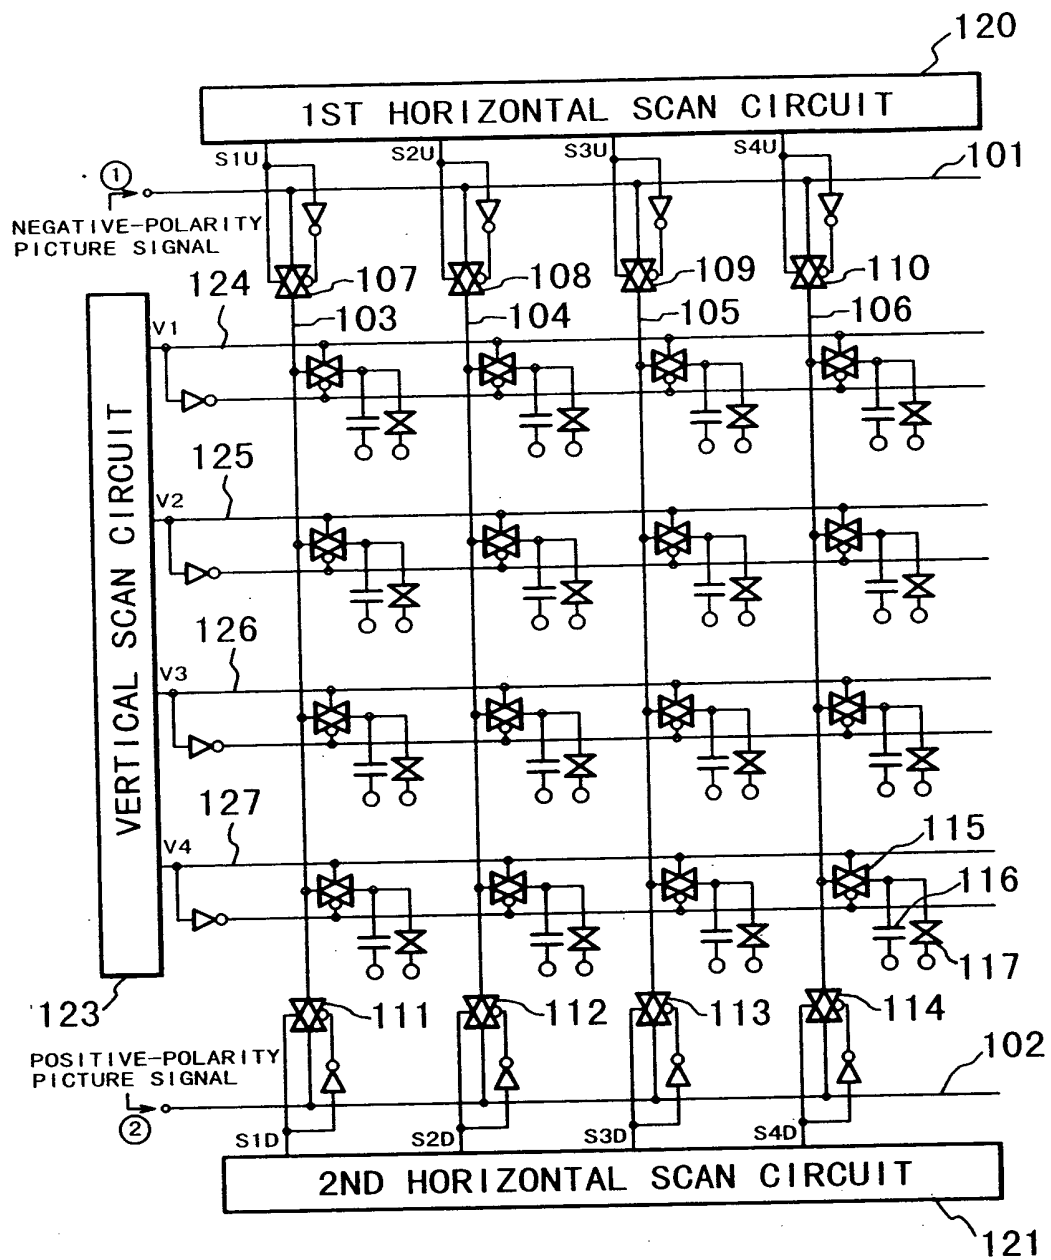 120
1ST HORIZONTAL SCAN CIRCUIT
S1U S2U S3U S4U
101
①
NEGATIVE-POLARITY
PICTURE SIGNAL
107 108 109 110
124
103 104 105 106
V1
125
V2
126
V3
127
V4
VERTICAL SCAN CIRCUIT
115
116
117
123
111 112 113 114
POSITIVE-POLARITY
PICTURE SIGNAL
102
②
S1D S2D S3D S4D
2ND HORIZONTAL SCAN CIRCUIT
121